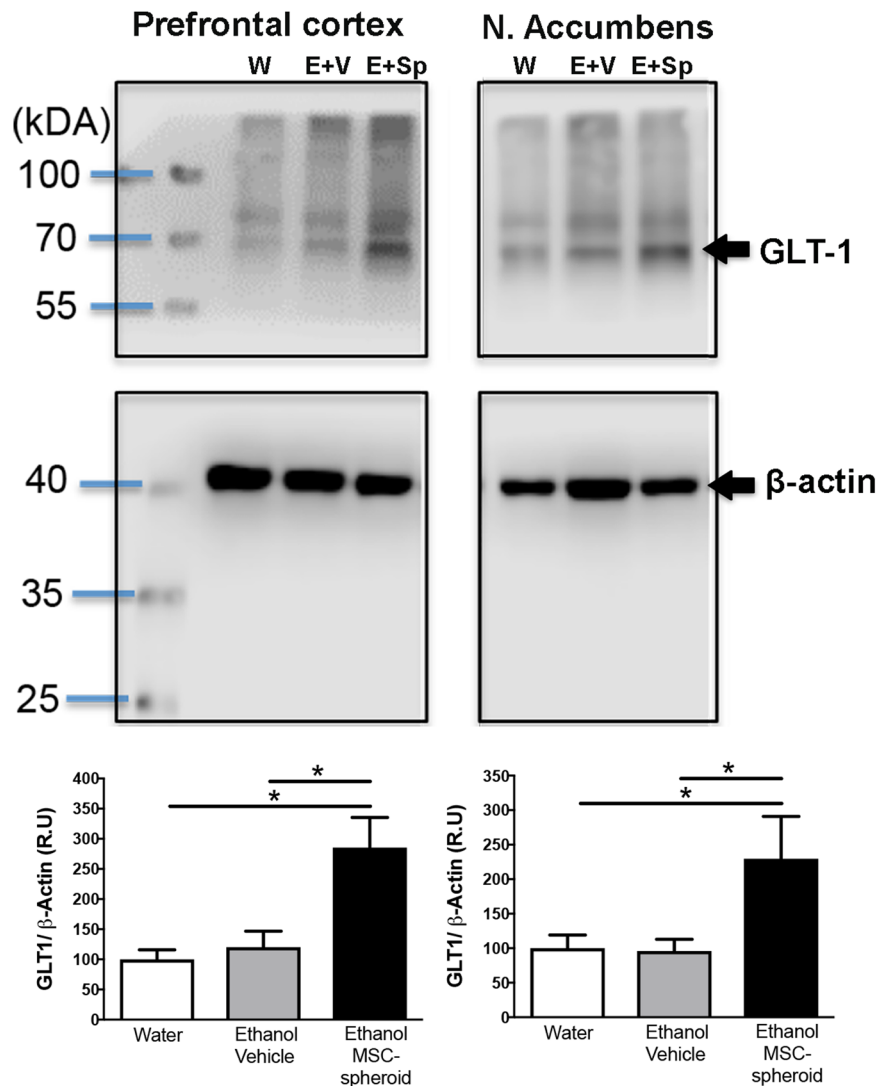 Prefrontal cortex
N. Accumbens
W E+V E+Sp
W E+V E+Sp
(kDA)
100
70
55
GLT-1
40
35
25
β-actin
GLT1/ β-Actin (R.U)
400
350
300
250
200
150
100
50
0
*
*
Water
Ethanol
Vehicle
Ethanol
MSC-
spheroid
GLT1/ β-Actin (R.U)
350
300
250
200
150
100
50
0
*
*
Water
Ethanol
Vehicle
Ethanol
MSC-
spheroid